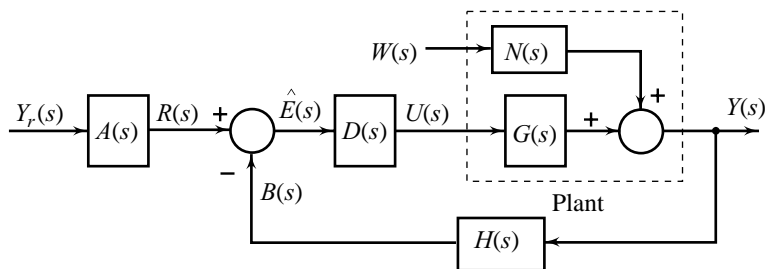 W(s)
N(s)
Y_r(s)
A(s)
R(s)
+
Ê(s)
D(s)
U(s)
G(s)
+
+
Y(s)
−
B(s)
Plant
H(s)